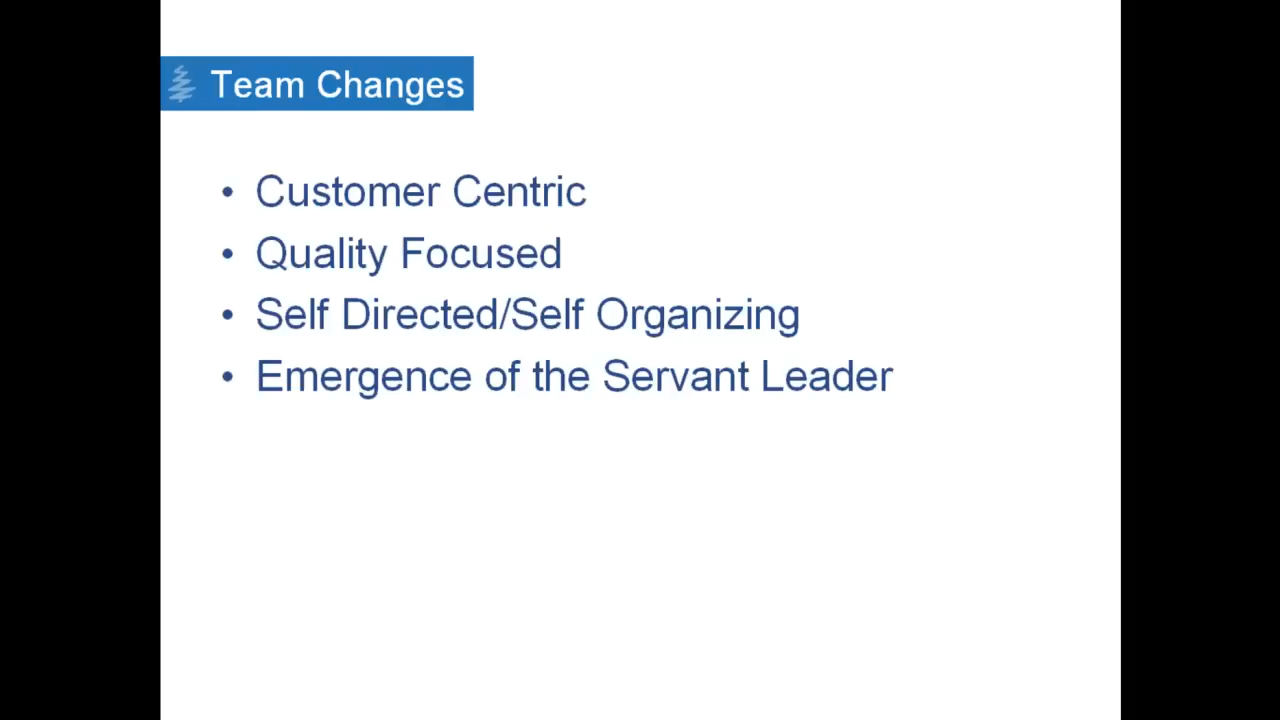 Team Changes
• Customer Centric
• Quality Focused
• Self Directed/Self Organizing
• Emergence of the Servant Leader